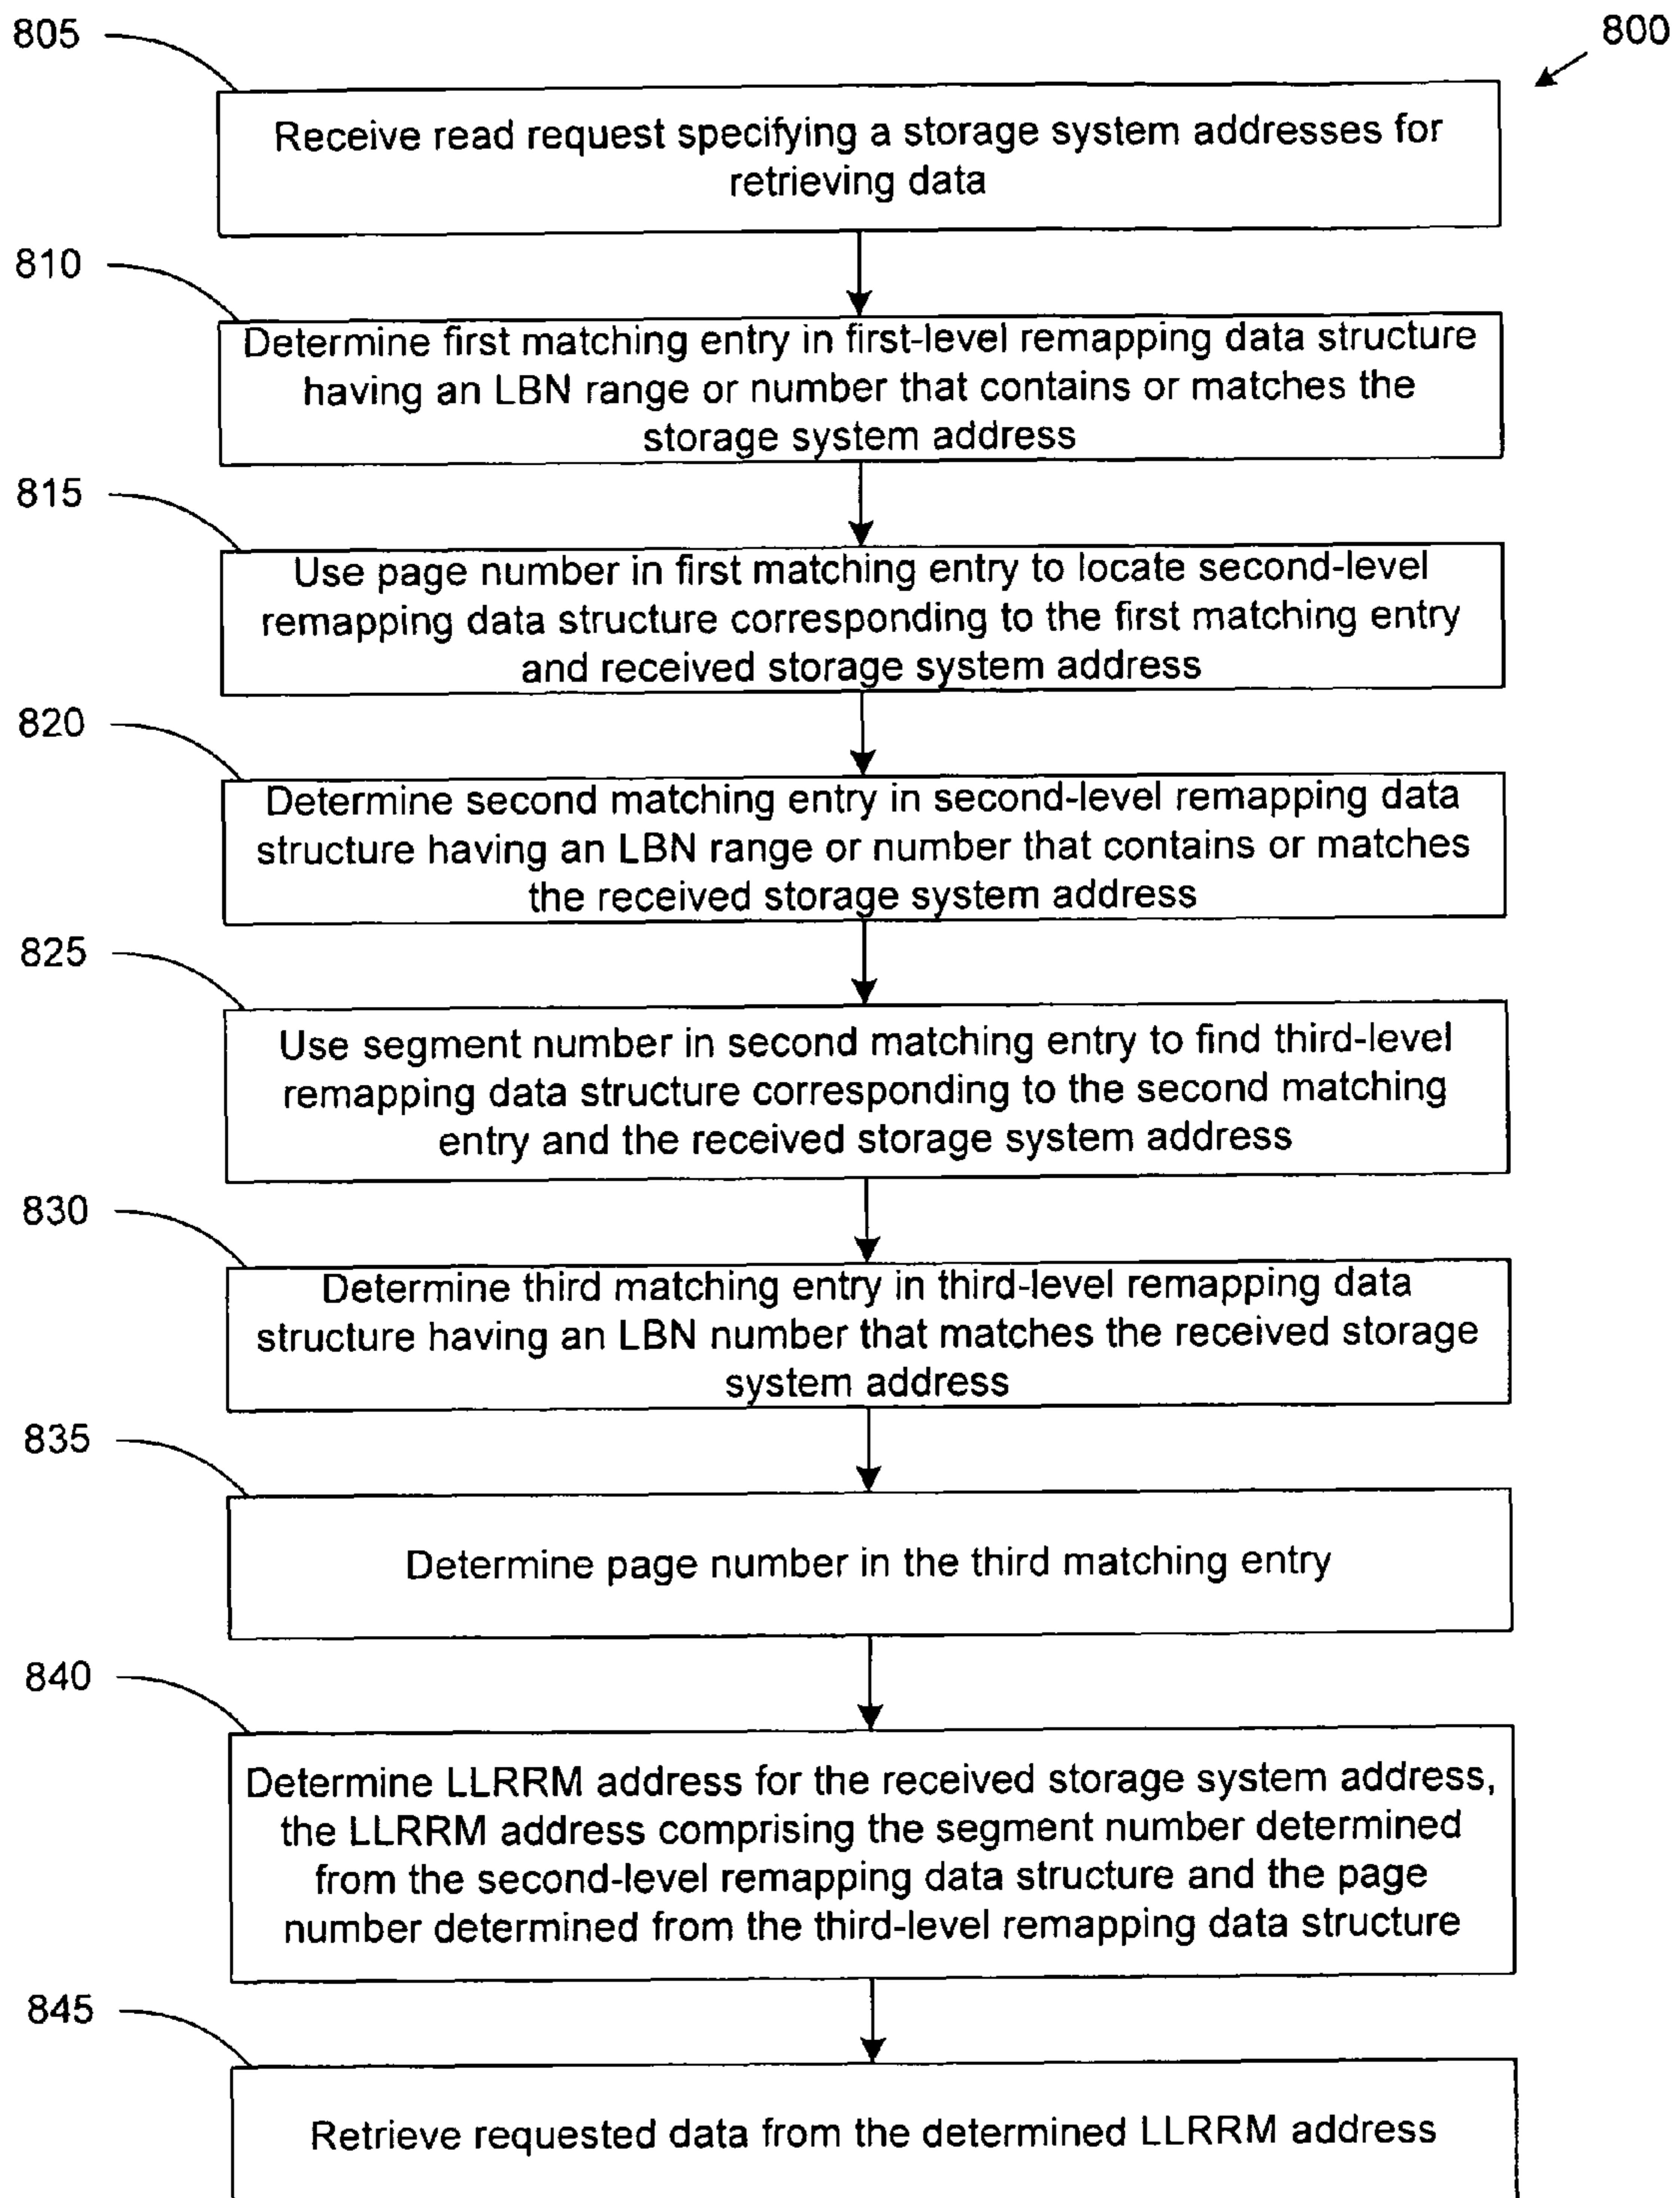 805
800
Receive read request specifying a storage system addresses for
retrieving data
810
Determine first matching entry in first-level remapping data structure
having an LBN range or number that contains or matches the
storage system address
815
Use page number in first matching entry to locate second-level
remapping data structure corresponding to the first matching entry
and received storage system address
820
Determine second matching entry in second-level remapping data
structure having an LBN range or number that contains or matches
the received storage system address
825
Use segment number in second matching entry to find third-level
remapping data structure corresponding to the second matching
entry and the received storage system address
830
Determine third matching entry in third-level remapping data
structure having an LBN number that matches the received storage
system address
835
Determine page number in the third matching entry
840
Determine LLRRM address for the received storage system address,
the LLRRM address comprising the segment number determined
from the second-level remapping data structure and the page
number determined from the third-level remapping data structure
845
Retrieve requested data from the determined LLRRM address